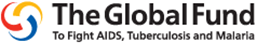 The Global Fund
To Fight AIDS, Tuberculosis and Malaria